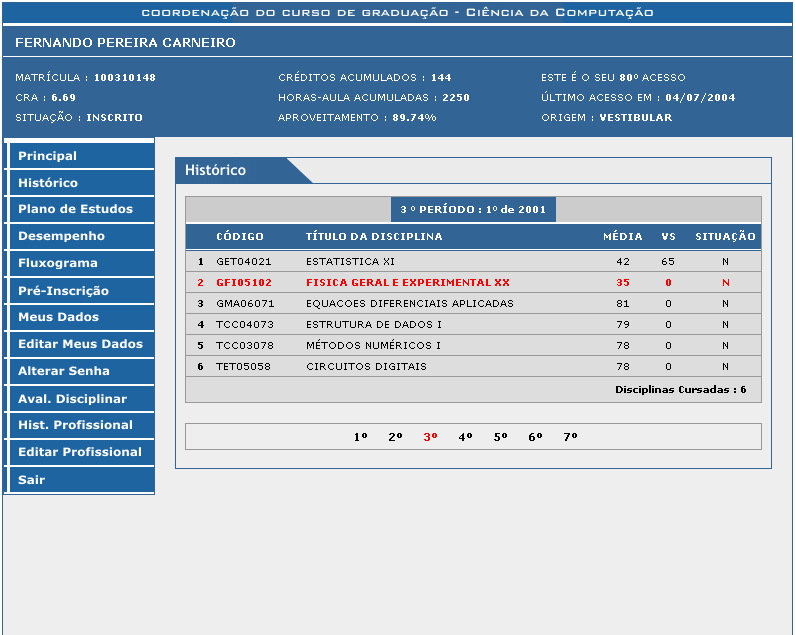 COORDENAÇÃO DO CURSO DE GRADUAÇÃO - CIÊNCIA DA COMPUTAÇÃO
FERNANDO PEREIRA CARNEIRO
MATRÍCULA : 100310148 CRÉDITOS ACUMULADOS : 144 ESTE É O SEU 80º ACESSO
CRA : 6.69 HORAS-AULA ACUMULADAS : 2250 ÚLTIMO ACESSO EM : 04/07/2004
SITUAÇÃO : INSCRITO APROVEITAMENTO : 89.74% ORIGEM : VESTIBULAR
Principal
Histórico
Plano de Estudos
Desempenho
Fluxograma
Pré-Inscrição
Meus Dados
Editar Meus Dados
Alterar Senha
Aval. Disciplinar
Hist. Profissional
Editar Profissional
Sair
Histórico
3 º PERÍODO : 1º de 2001
CÓDIGO TÍTULO DA DISCIPLINA MÉDIA VS SITUAÇÃO
1 GET04021 ESTATISTICA XI 42 65 N
2 GFI05102 FISICA GERAL E EXPERIMENTAL XX 35 0 N
3 GMA06071 EQUACOES DIFERENCIAIS APLICADAS 81 0 N
4 TCC04073 ESTRUTURA DE DADOS I 79 0 N
5 TCC03078 MÉTODOS NUMÉRICOS I 78 0 N
6 TET05058 CIRCUITOS DIGITAIS 78 0 N
Disciplinas Cursadas : 6
1º 2º 3º 4º 5º 6º 7º